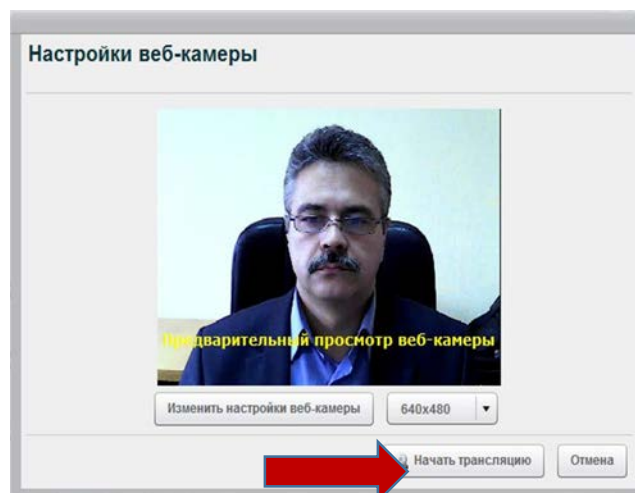 Настройки веб-камеры
Предварительный просмотр веб-камеры
Изменить настройки веб-камеры
640x480
Начать трансляцию
Отмена